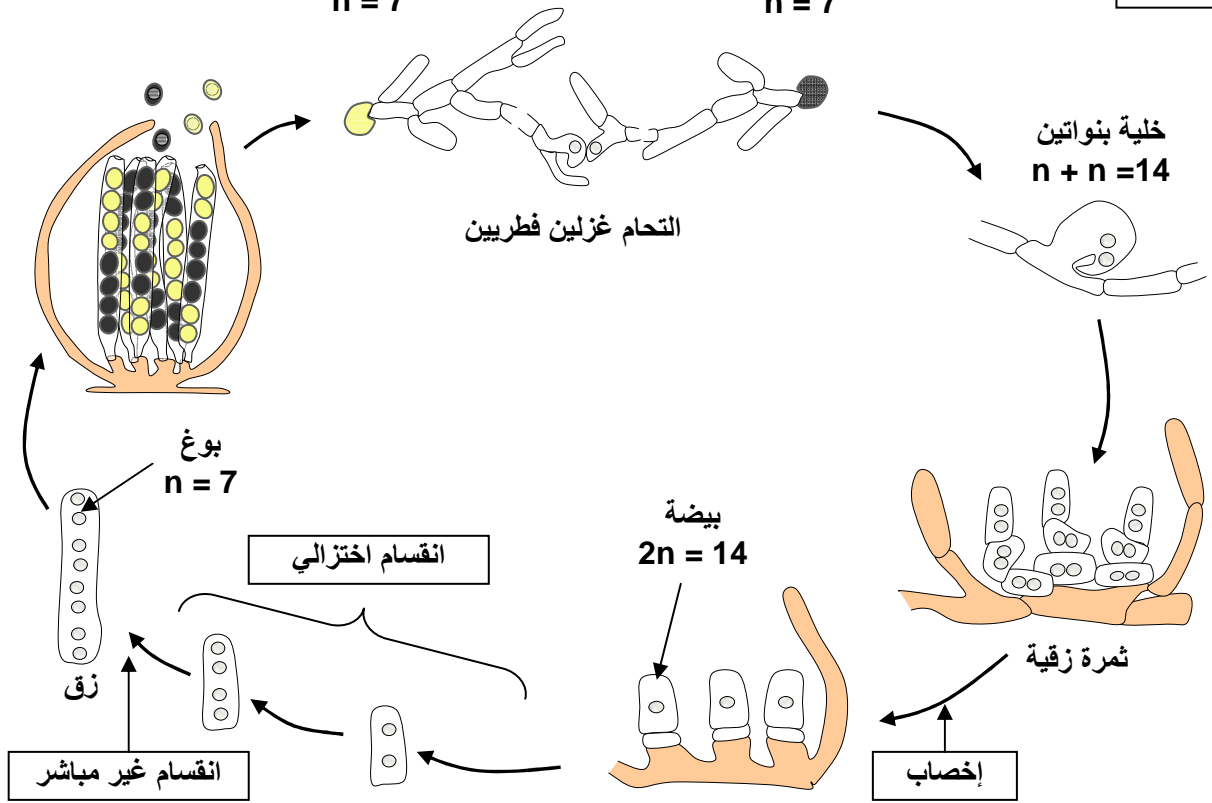 n = 7
n = 7
خلية بنواتين
n + n =14
التحام غزلين فطريين
بوغ
n = 7
بيضة
2n = 14
انقسام اختزالي
ثمرة زقية
زق
انقسام غير مباشر
إخصاب